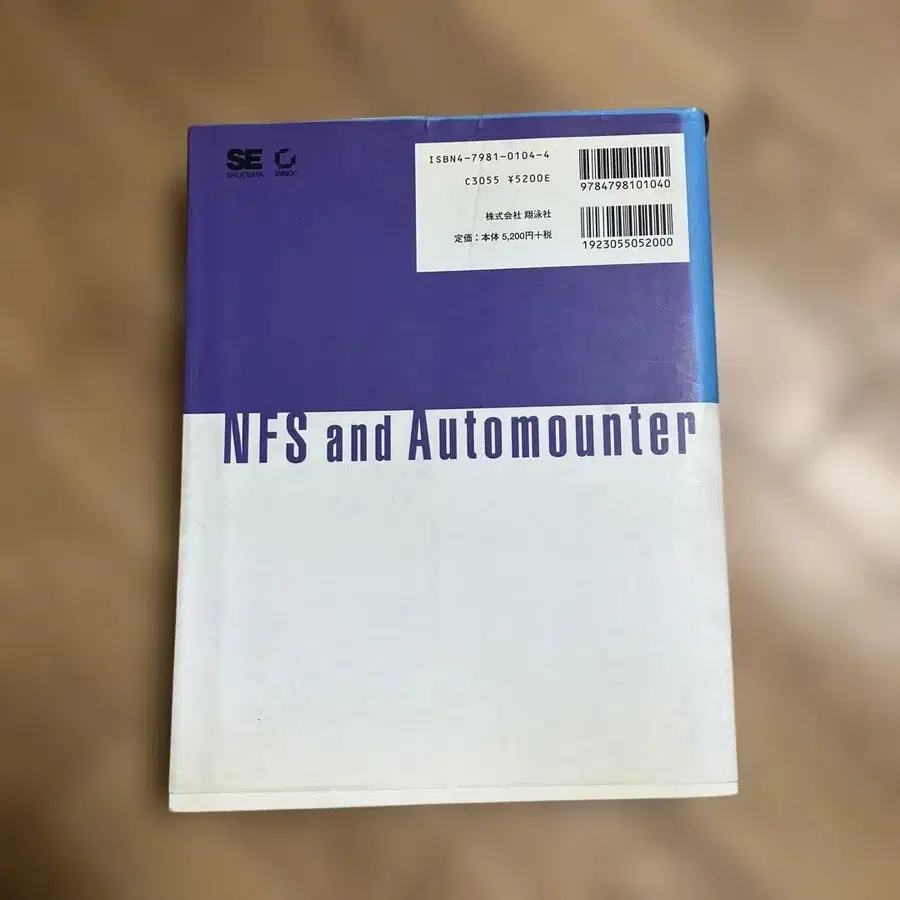 SE
SHOEISHA
SYBEX
ISBN4-7981-0104-4
C3055 ¥5200E
株式会社 翔泳社
定価：本体 5,200円+税
9784798101040
1923055052000
NFS and Automounter